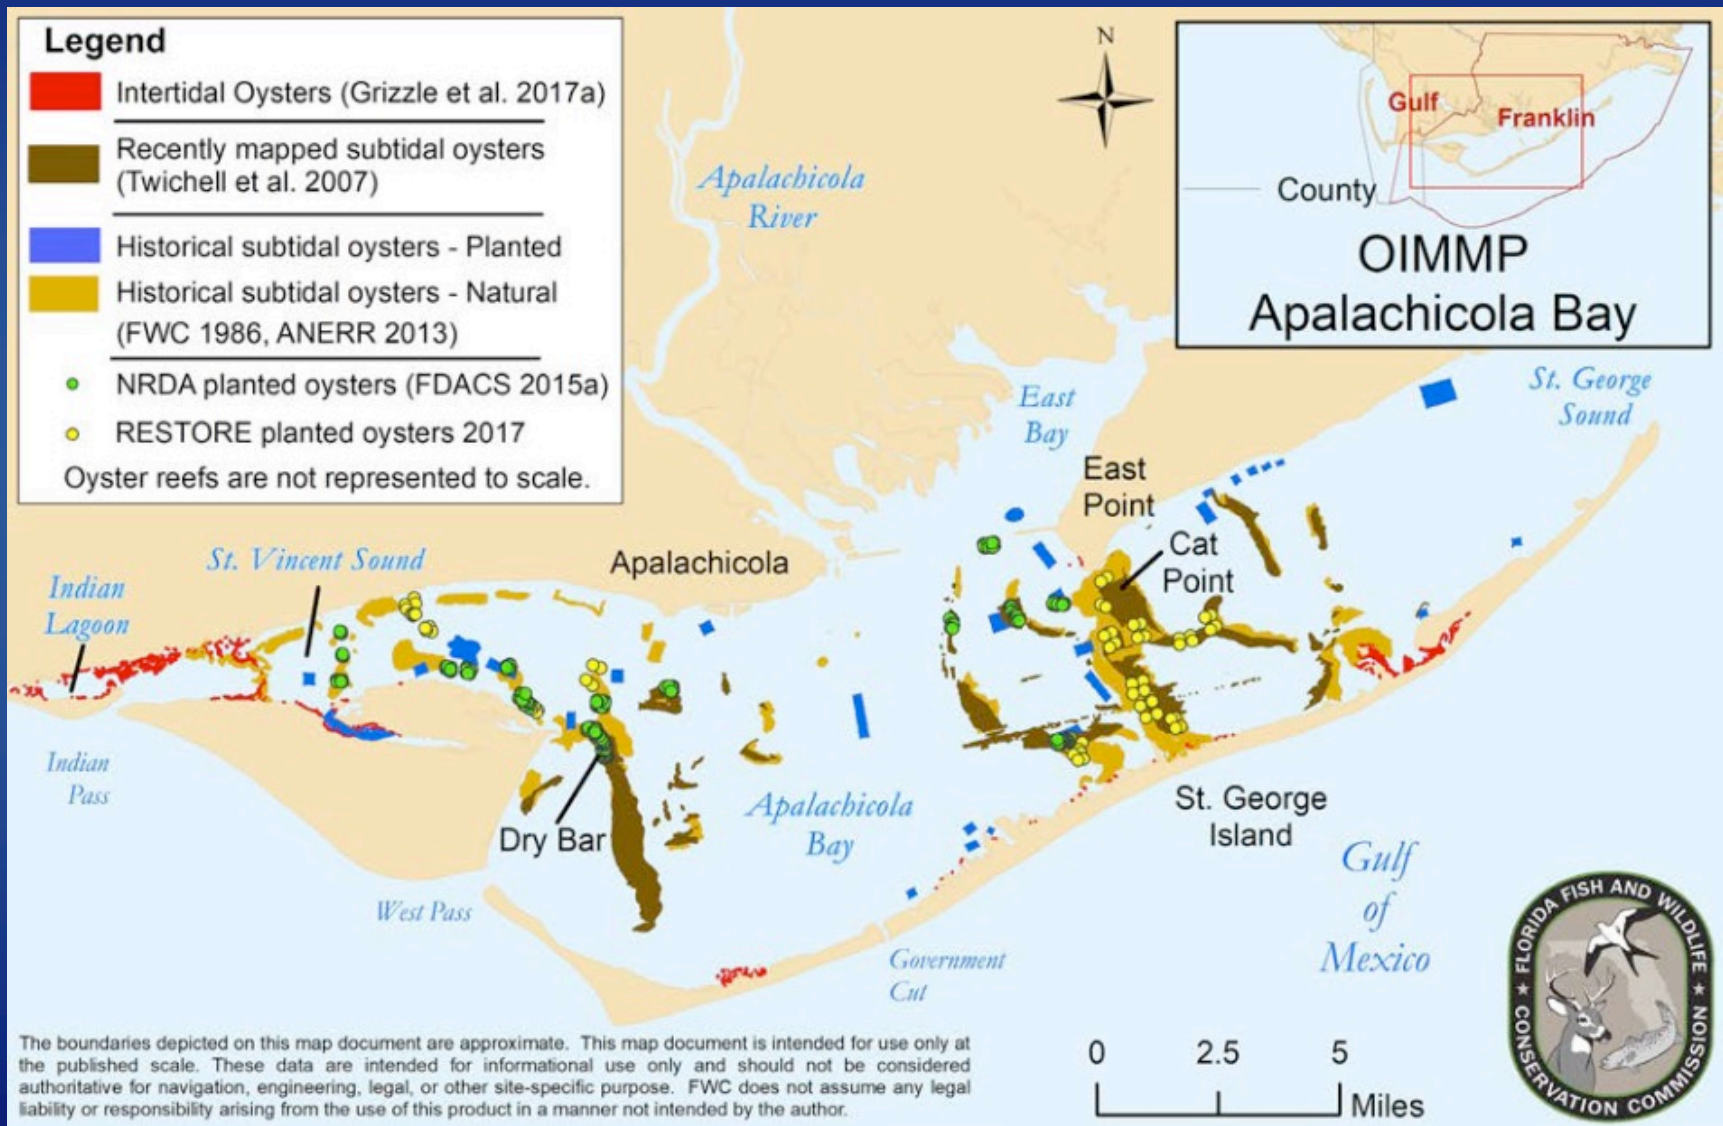 Legend
Intertidal Oysters (Grizzle et al. 2017a)
Recently mapped subtidal oysters
(Twichell et al. 2007)
Historical subtidal oysters - Planted
Historical subtidal oysters - Natural
(FWC 1986, ANERR 2013)
NRDA planted oysters (FDACS 2015a)
RESTORE planted oysters 2017
Oyster reefs are not represented to scale.
N
Gulf
Franklin
County
OIMMP
Apalachicola Bay
Apalachicola
River
East
Bay
St. George
Sound
East
Point
Cat
Point
Apalachicola
St. Vincent Sound
Indian
Lagoon
Indian
Pass
Dry Bar
Apalachicola
Bay
St. George
Island
West Pass
Government
Cut
Gulf
of
Mexico
The boundaries depicted on this map document are approximate. This map document is intended for use only at
the published scale. These data are intended for informational use only and should not be considered
authoritative for navigation, engineering, legal, or other site-specific purpose. FWC does not assume any legal
liability or responsibility arising from the use of this product in a manner not intended by the author.
0 2.5 5
Miles
FLORIDA FISH AND WILDLIFE
CONSERVATION COMMISSION